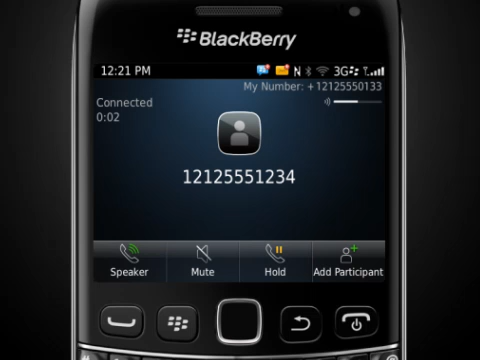 BlackBerry
12:21 PM 3G
My Number: +12125550133
Connected
0:02
12125551234
Speaker Mute Hold Add Participant